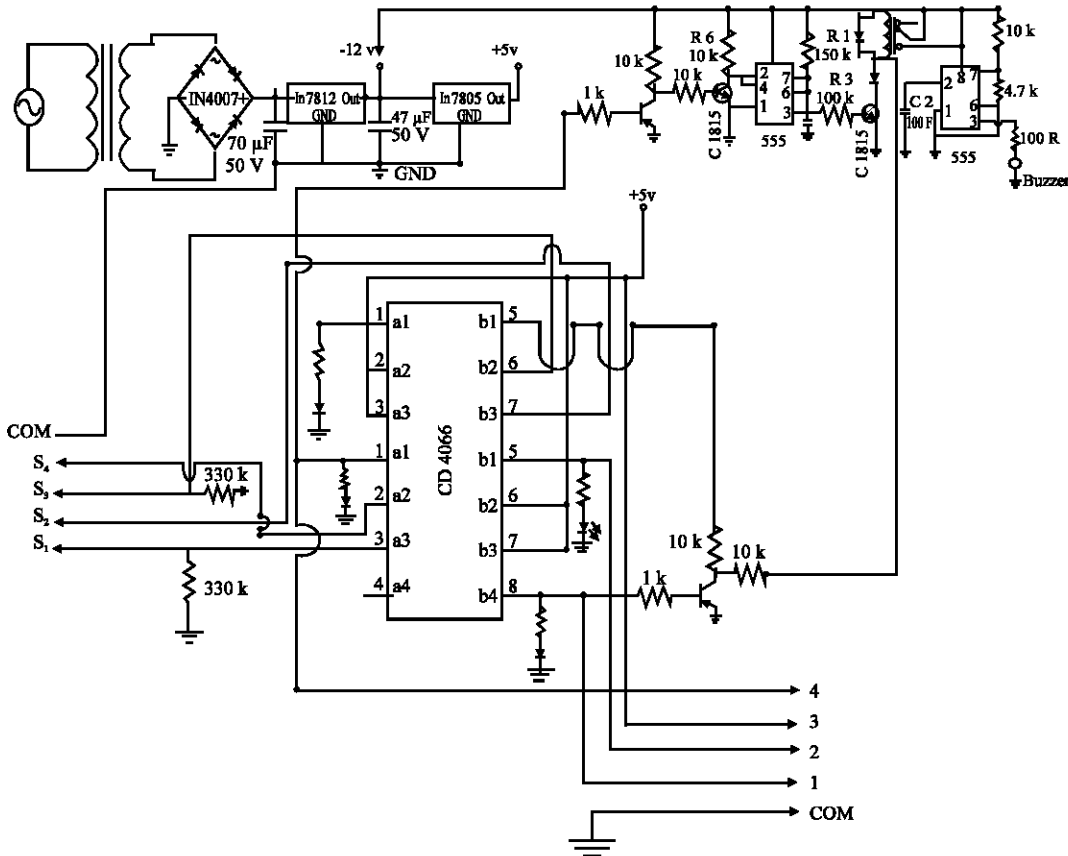 -12 v
+5v
IN4007+
In7812 Out
GND
In7805 Out
GND
70 µF
50 V
47 µF
50 V
GND
1 k
10 k
10 k
R 6
10 k
C 1815
2
4
1
7
6
3
555
150 k
R 3
100 k
R 1
C 1815
C 2
100 F
2
1
8
7
6
3
555
10 k
4.7 k
100 R
Buzzer
+5v
COM
S4
S3
S2
S1
330 k
330 k
CD 4066
1 a1
2 a2
3 a3
1 a1
2 a2
3 a3
4 a4
b1 5
b2 6
b3 7
b1 5
b2 6
b3 7
b4 8
1 k
10 k
10 k
4
3
2
1
COM